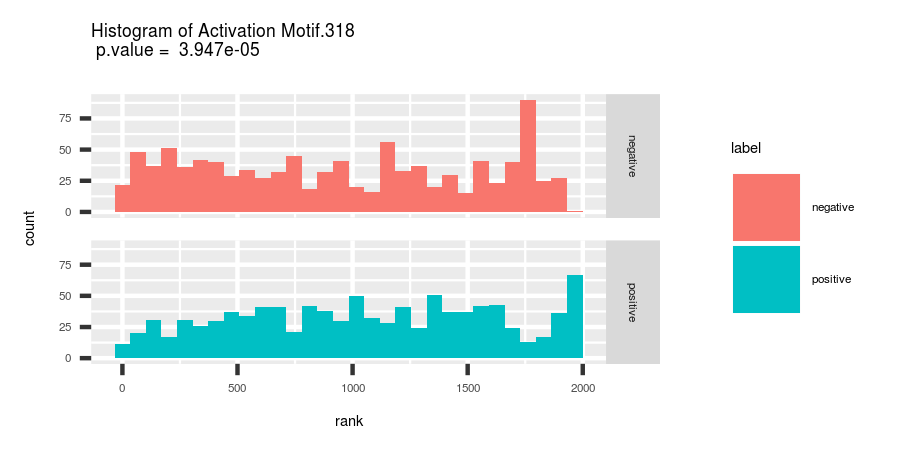 Histogram of Activation Motif.318
p.value =  3.947e-05
count
75
50
25
0
negative
75
50
25
0
positive
0
500
1000
1500
2000
rank
label
negative
positive